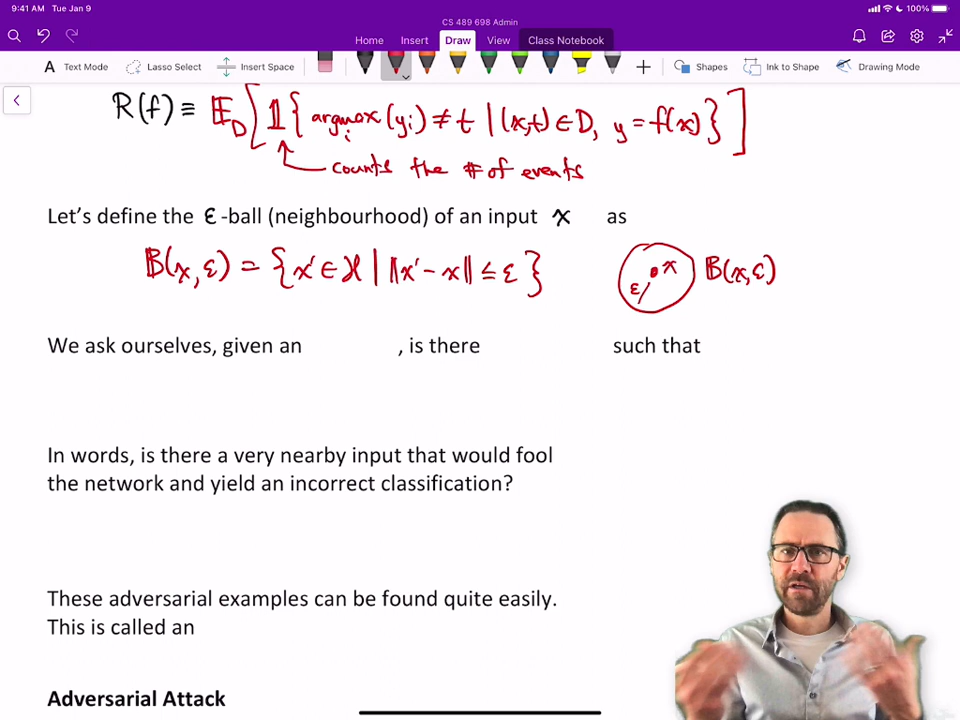 9:41 AM Tue Jan 9
100%
CS 489 698 Admin
Home Insert Draw View Class Notebook
A Text Mode Lasso Select Insert Space Shapes Ink to Shape Drawing Mode
R(f) ≡ 𝔼_D[𝟙{argmax(y_i) ≠ t | (x,t) ∈ D, y = f(x)}]
counts the # of events
Let's define the ε-ball (neighbourhood) of an input x as
𝔹(x,ε) = {x' ∈ X | ||x' - x|| ≤ ε}
x 𝔹(x,ε)
ε
We ask ourselves, given an , is there such that
In words, is there a very nearby input that would fool
the network and yield an incorrect classification?
These adversarial examples can be found quite easily.
This is called an
Adversarial Attack